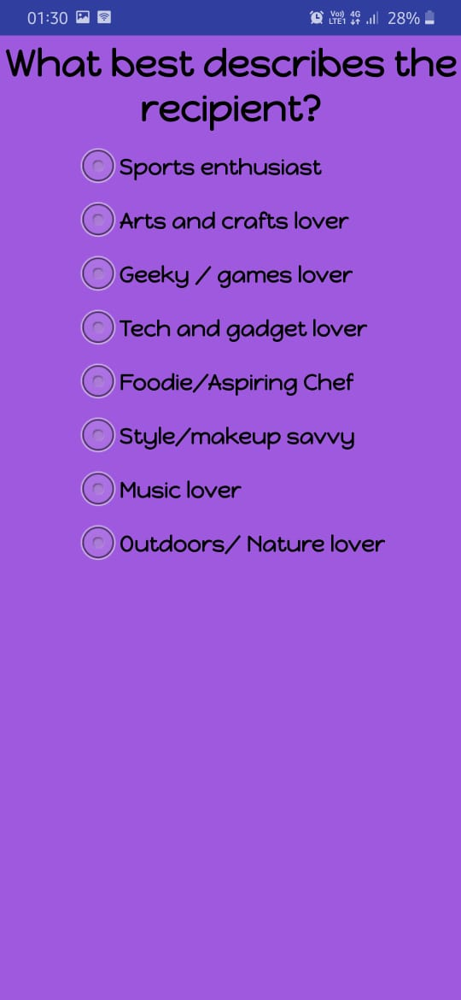 01:30 Vo)) LTE1 4G 28%
What best describes the
recipient?
Sports enthusiast
Arts and crafts lover
Geeky / games lover
Tech and gadget lover
Foodie/Aspiring Chef
Style/makeup savvy
Music lover
Outdoors/ Nature lover